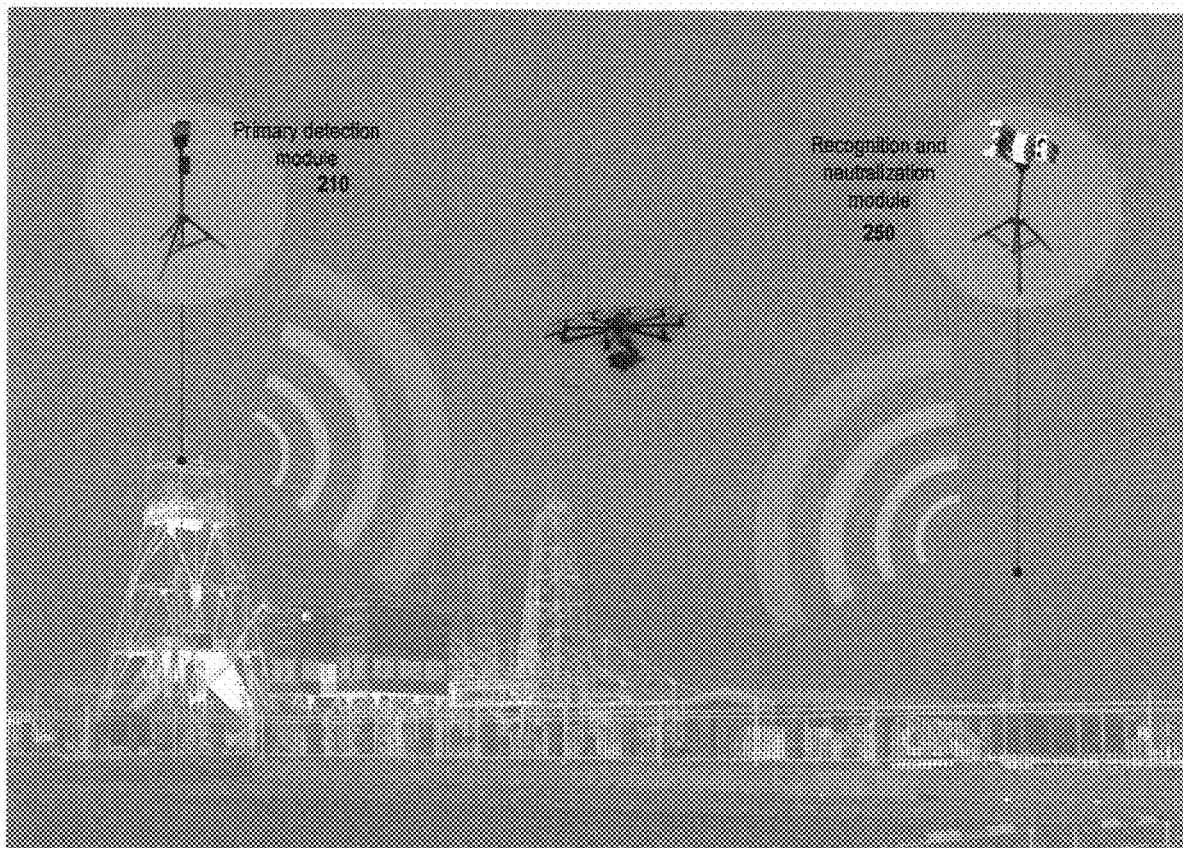 Primary detection
module
210
Recognition and
neutralization
module
250